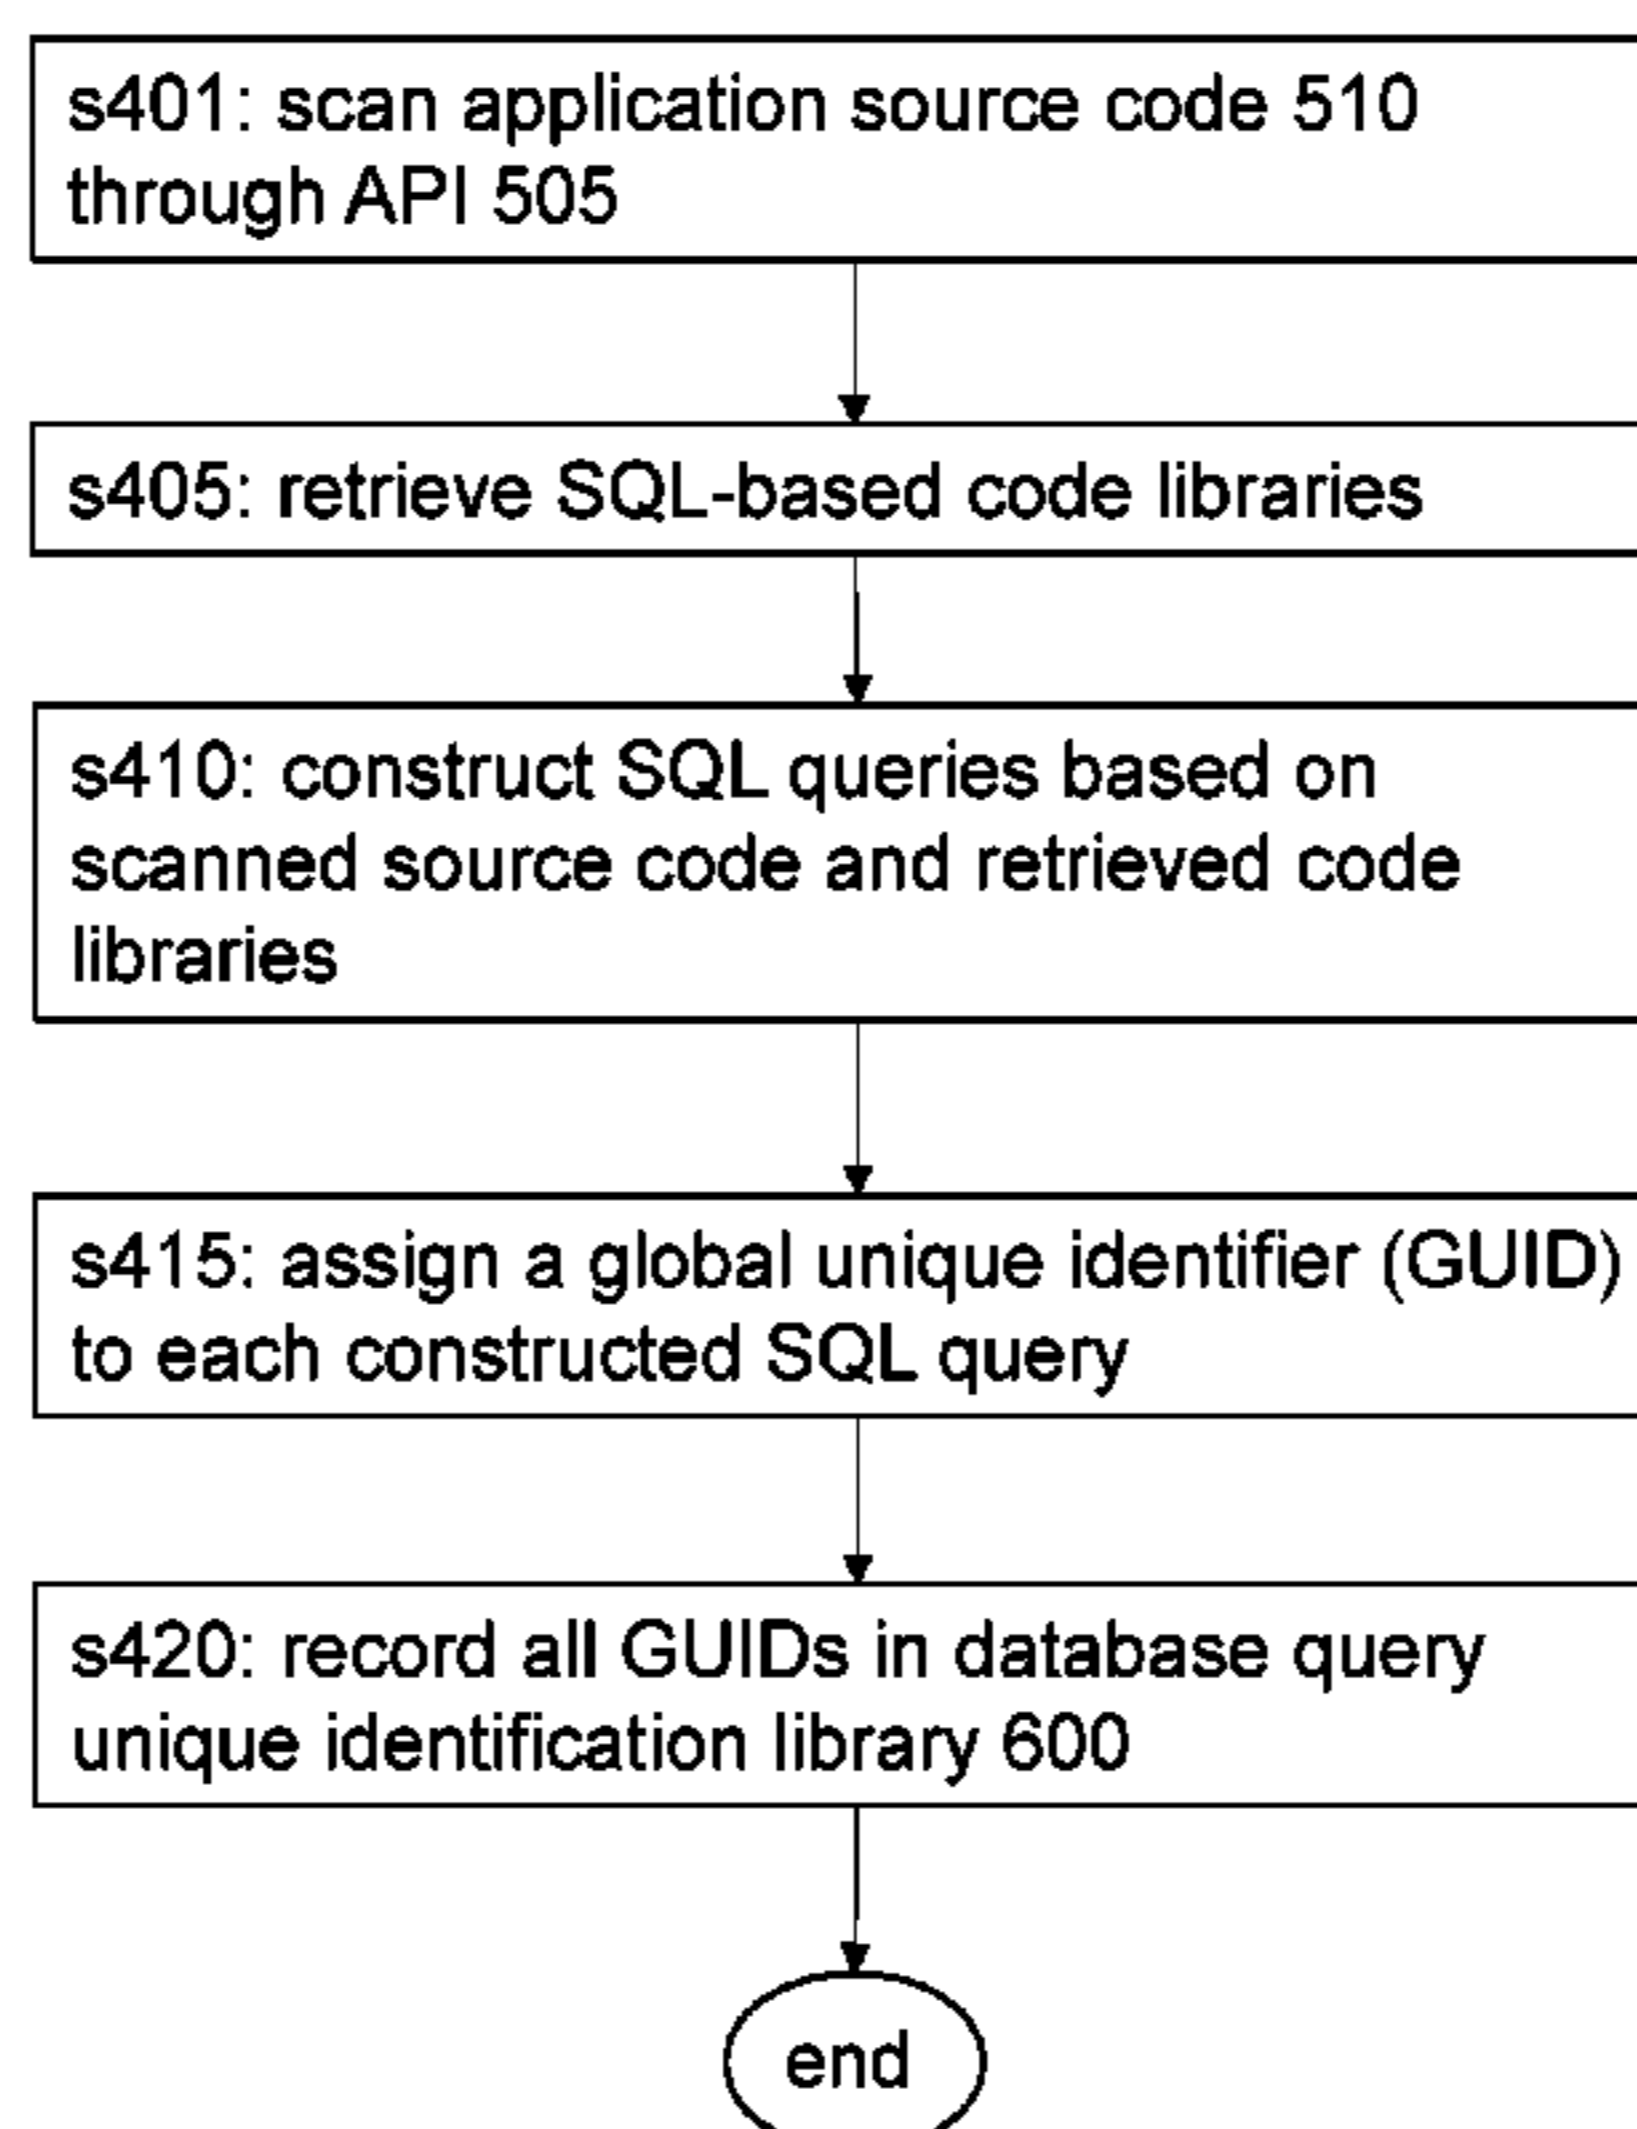 s401: scan application source code 510
through API 505
s405: retrieve SQL-based code libraries
s410: construct SQL queries based on
scanned source code and retrieved code
libraries
s415: assign a global unique identifier (GUID)
to each constructed SQL query
s420: record all GUIDs in database query
unique identification library 600
end